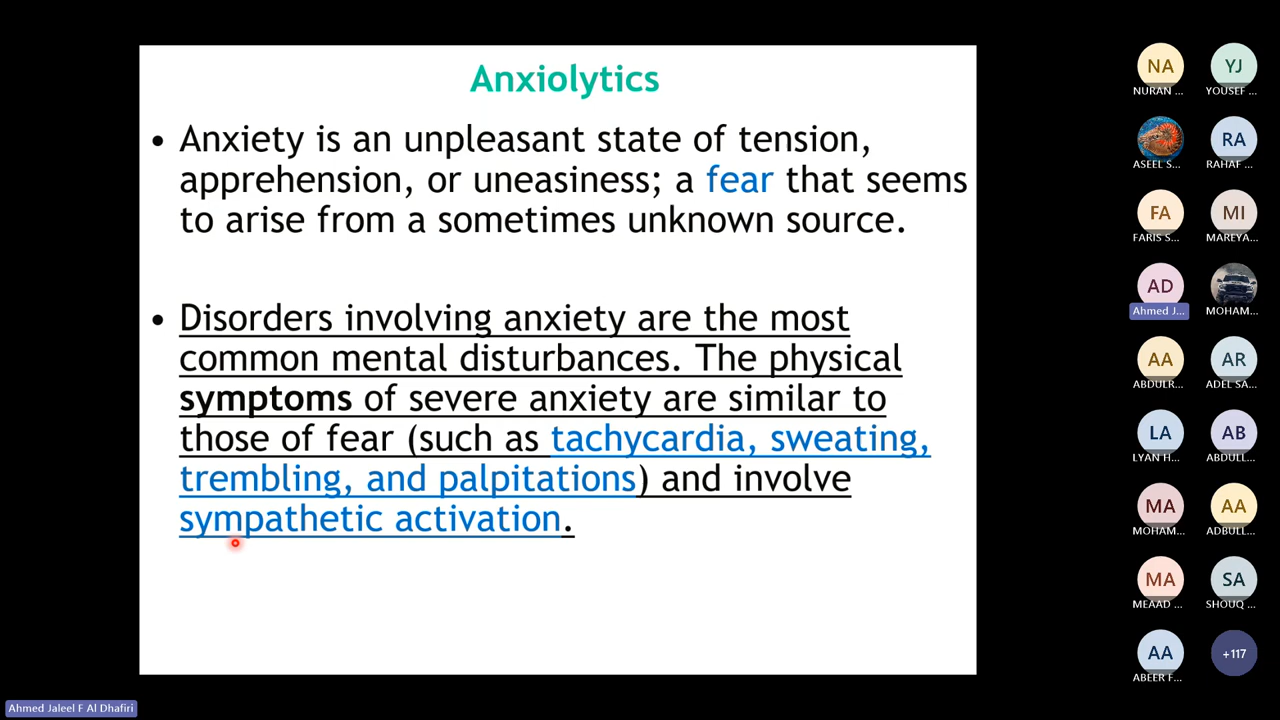 Anxiolytics
• Anxiety is an unpleasant state of tension,
apprehension, or uneasiness; a fear that seems
to arise from a sometimes unknown source.
• Disorders involving anxiety are the most
common mental disturbances. The physical
symptoms of severe anxiety are similar to
those of fear (such as tachycardia, sweating,
trembling, and palpitations) and involve
sympathetic activation.
NA YJ
NURAN ... YOUSEF ...
RA
ASEEL S... RAHAF ...
FA MI
FARIS S... MAREYA...
AD
Ahmed J... MOHAM...
AA AR
ABDULR... ADEL SA...
LA AB
LYAN H... ABDULL...
MA AA
MOHAM... ADBULL...
MA SA
MEAAD ... SHOUQ ...
AA +117
ABEER F...
Ahmed Jaleel F Al Dhafiri